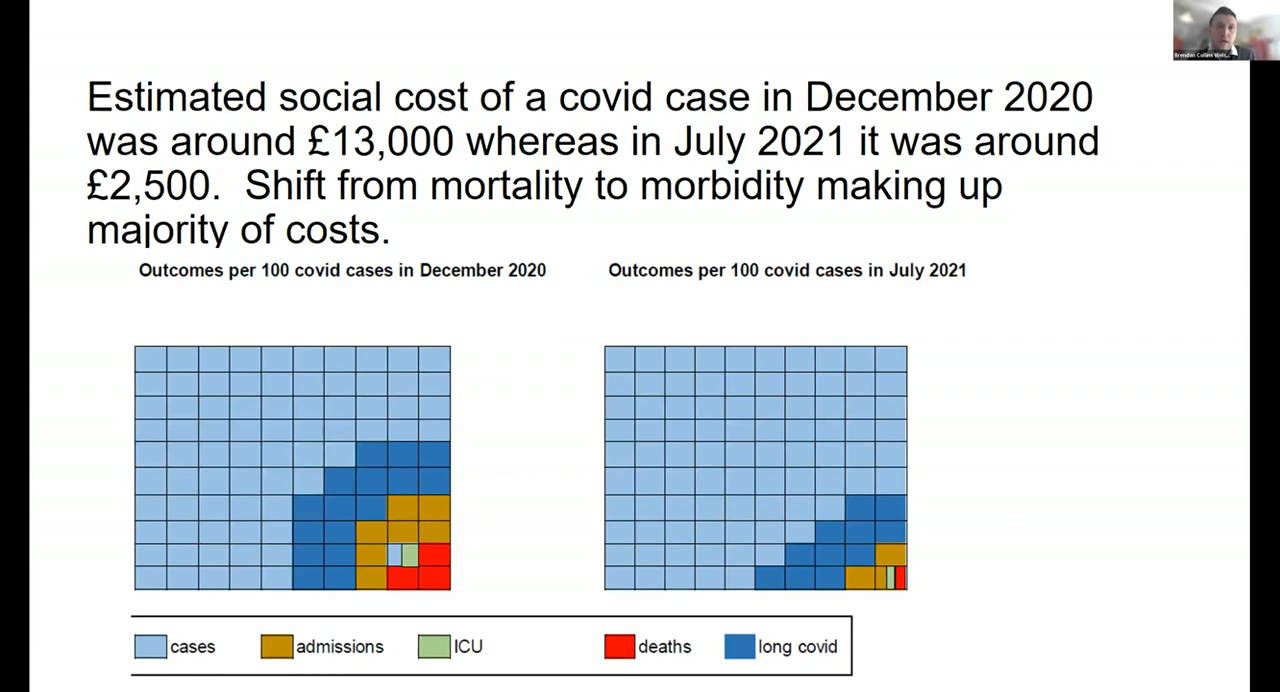 Estimated social cost of a covid case in December 2020
was around £13,000 whereas in July 2021 it was around
£2,500.  Shift from mortality to morbidity making up
majority of costs.
Outcomes per 100 covid cases in December 2020
Outcomes per 100 covid cases in July 2021
cases
admissions
ICU
deaths
long covid
Brendan Collins